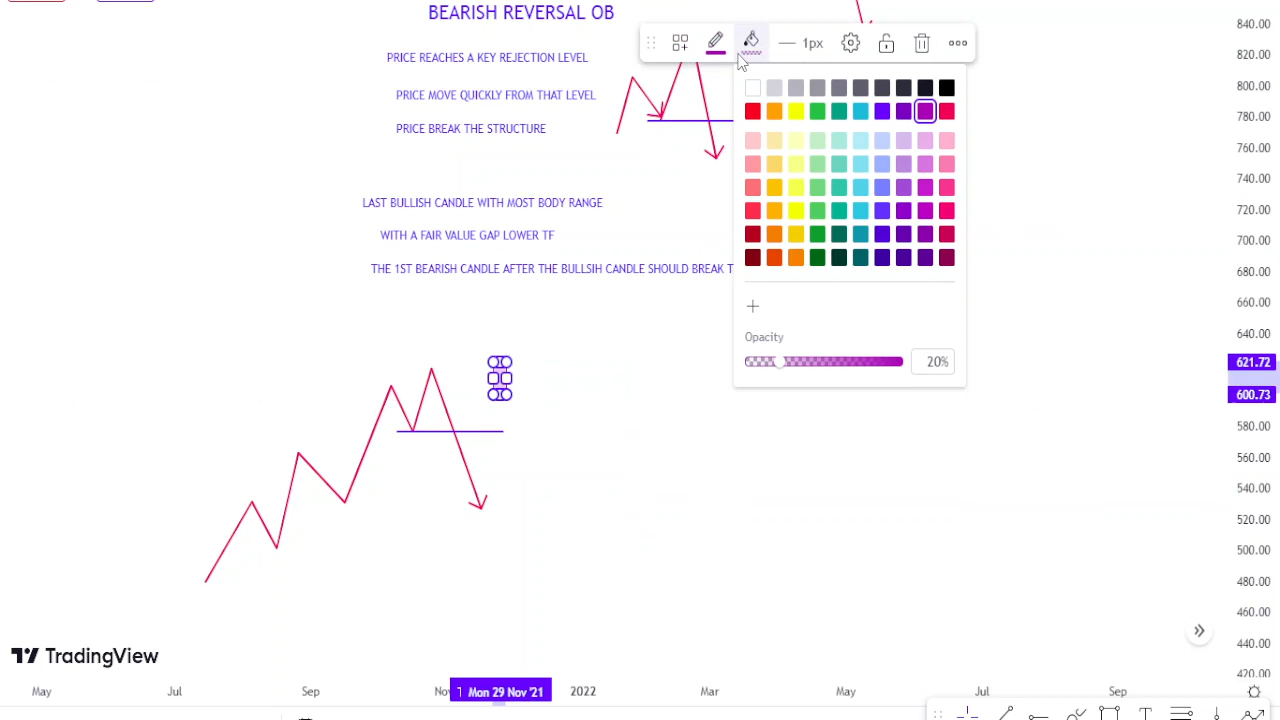 BEARISH REVERSAL OB
PRICE REACHES A KEY REJECTION LEVEL
PRICE MOVE QUICKLY FROM THAT LEVEL
PRICE BREAK THE STRUCTURE
LAST BULLISH CANDLE WITH MOST BODY RANGE
WITH A FAIR VALUE GAP LOWER TF
THE 1ST BEARISH CANDLE AFTER THE BULLSIH CANDLE SHOULD BREAK T
1px
Opacity
20%
840.00
820.00
800.00
780.00
760.00
740.00
720.00
700.00
680.00
660.00
640.00
621.72
600.73
580.00
560.00
540.00
520.00
500.00
480.00
460.00
440.00
420.00
TradingView
May
Jul
Sep
Nov
Mon 29 Nov '21
2022
Mar
May
Jul
Sep